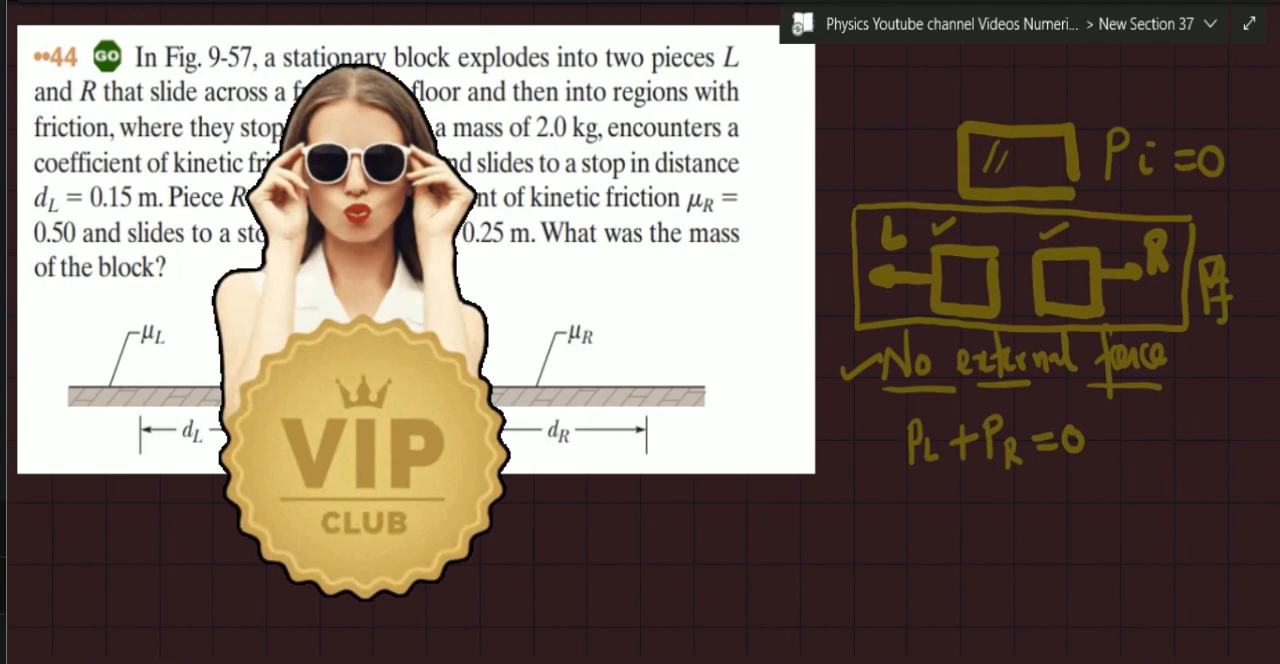 Physics Youtube channel Videos Numeri... > New Section 37
••44 GO In Fig. 9-57, a stationary block explodes into two pieces L
and R that slide across a floor and then into regions with
friction, where they stop a mass of 2.0 kg, encounters a
coefficient of kinetic slides to a stop in distance
d_L = 0.15 m. Piece R of kinetic friction μ_R =
0.50 and slides to a 0.25 m. What was the mass
of the block?
μ_L μ_R
d_L d_R
VIP
CLUB
Pi = 0
L R
Pf
No external force
P_L + P_R = 0